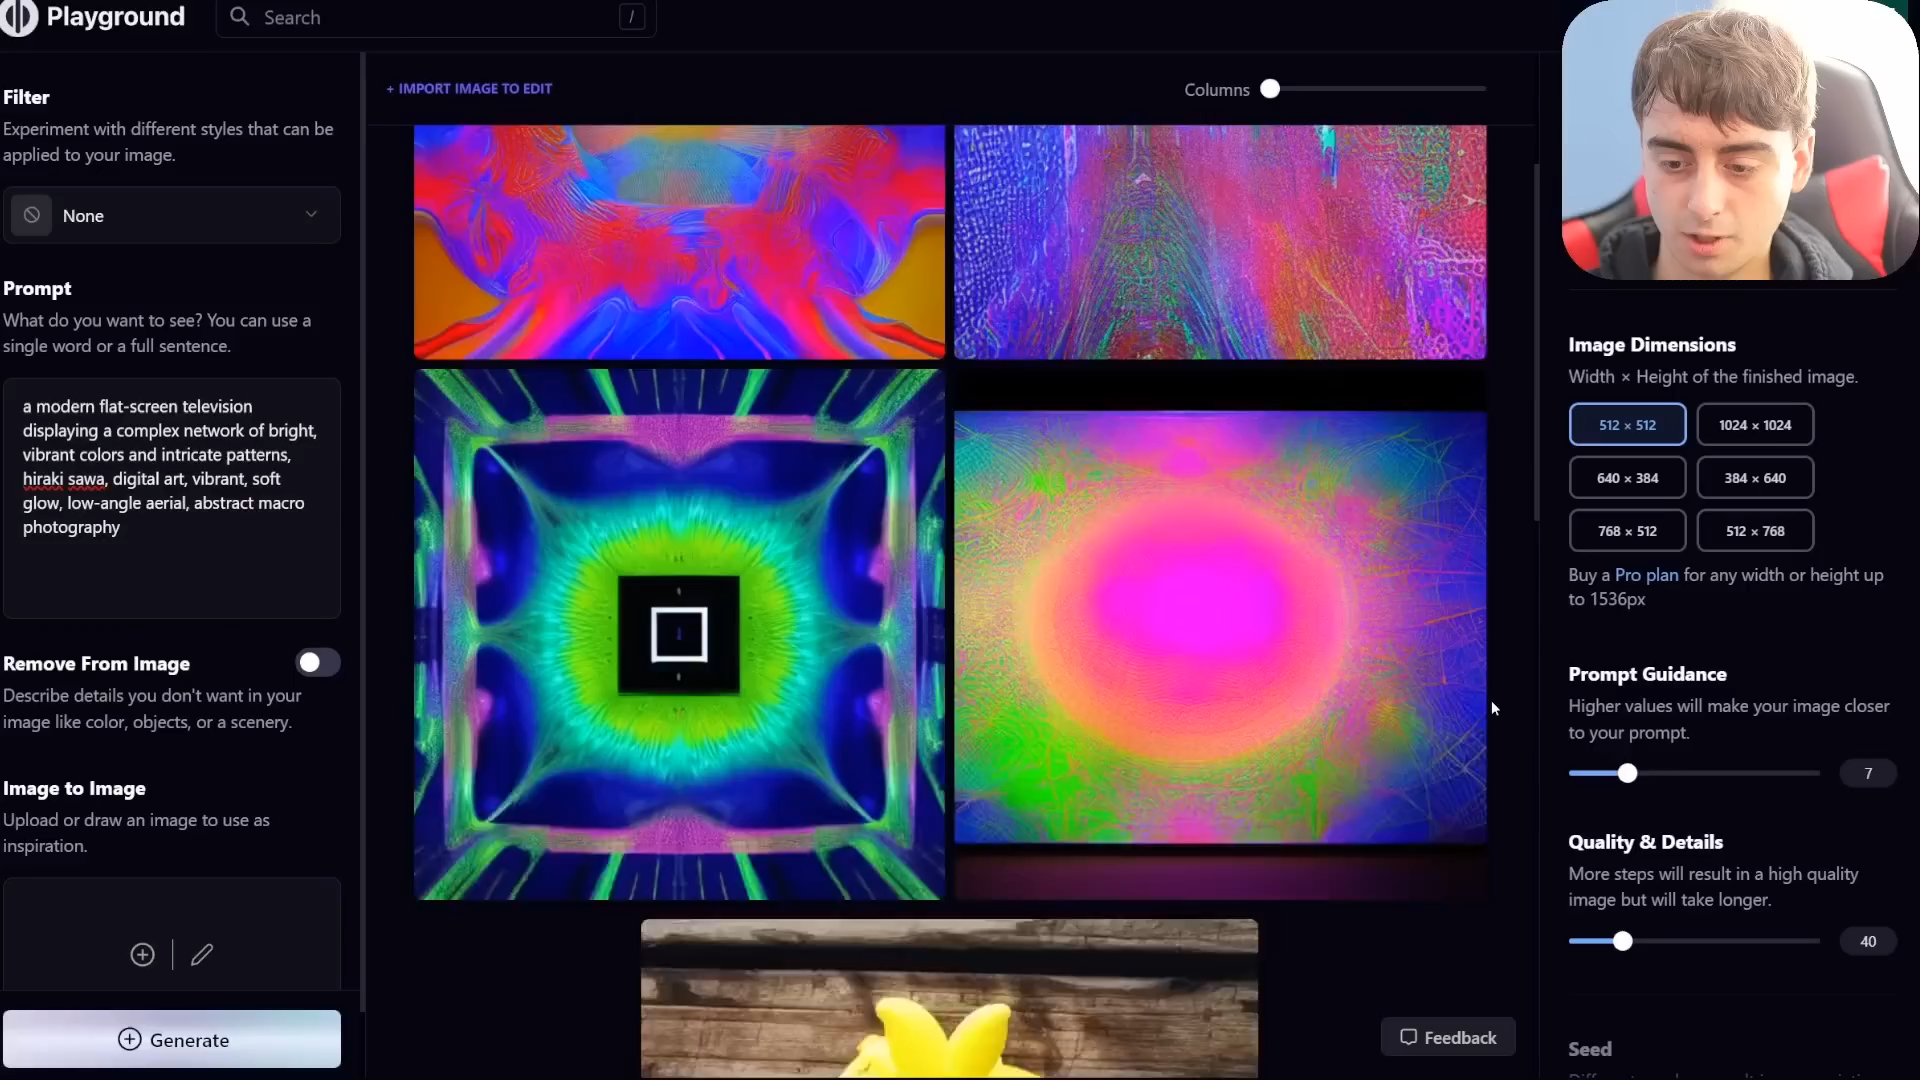 Playground
Search
/
Filter
Experiment with different styles that can be
applied to your image.
None
Prompt
What do you want to see? You can use a
single word or a full sentence.
a modern flat-screen television
displaying a complex network of bright,
vibrant colors and intricate patterns,
hiraki sawa, digital art, vibrant, soft
glow, low-angle aerial, abstract macro
photography
Remove From Image
Describe details you don't want in your
image like color, objects, or a scenery.
Image to Image
Upload or draw an image to use as
inspiration.
Generate
+ IMPORT IMAGE TO EDIT
Columns
Feedback
Image Dimensions
Width × Height of the finished image.
512 × 512
1024 × 1024
640 × 384
384 × 640
768 × 512
512 × 768
Buy a Pro plan for any width or height up
to 1536px
Prompt Guidance
Higher values will make your image closer
to your prompt.
7
Quality & Details
More steps will result in a high quality
image but will take longer.
40
Seed